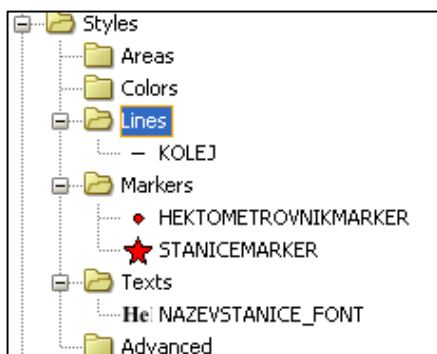 Styles
Areas
Colors
Lines
KOLEJ
Markers
HEKTOMETROVNIKMARKER
STANICEMARKER
Texts
He NAZEVSTANICE_FONT
Advanced